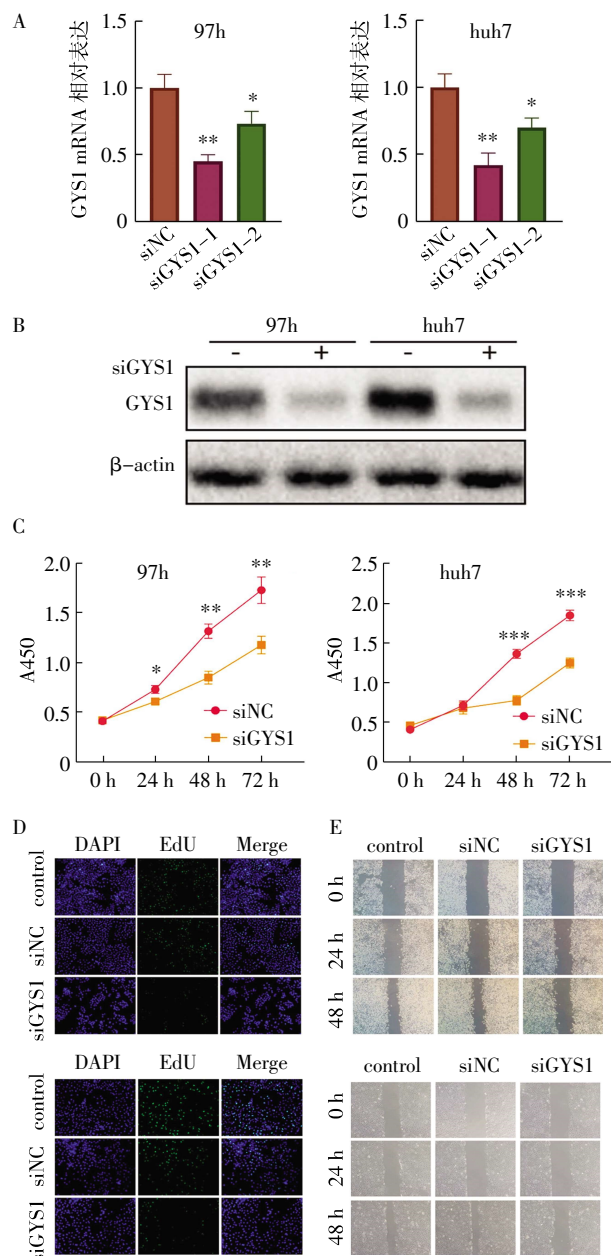 A
97h
GYS1 mRNA 相对表达
1.0
0.5
0
**
*
siNC
siGYS1-1
siGYS1-2
huh7
GYS1 mRNA 相对表达
1.0
0.5
0
**
*
siNC
siGYS1-1
siGYS1-2
B
97h huh7
siGYS1 - + - +
GYS1
β-actin
C
97h
A450
2.0
1.5
1.0
0.5
0
*
**
**
siNC
siGYS1
0 h 24 h 48 h 72 h
huh7
A450
2.5
2.0
1.5
1.0
0.5
0
***
***
siNC
siGYS1
0 h 24 h 48 h 72 h
D
DAPI EdU Merge
control
siNC
siGYS1
DAPI EdU Merge
control
siNC
siGYS1
E
control siNC siGYS1
0 h
24 h
48 h
control siNC siGYS1
0 h
24 h
48 h